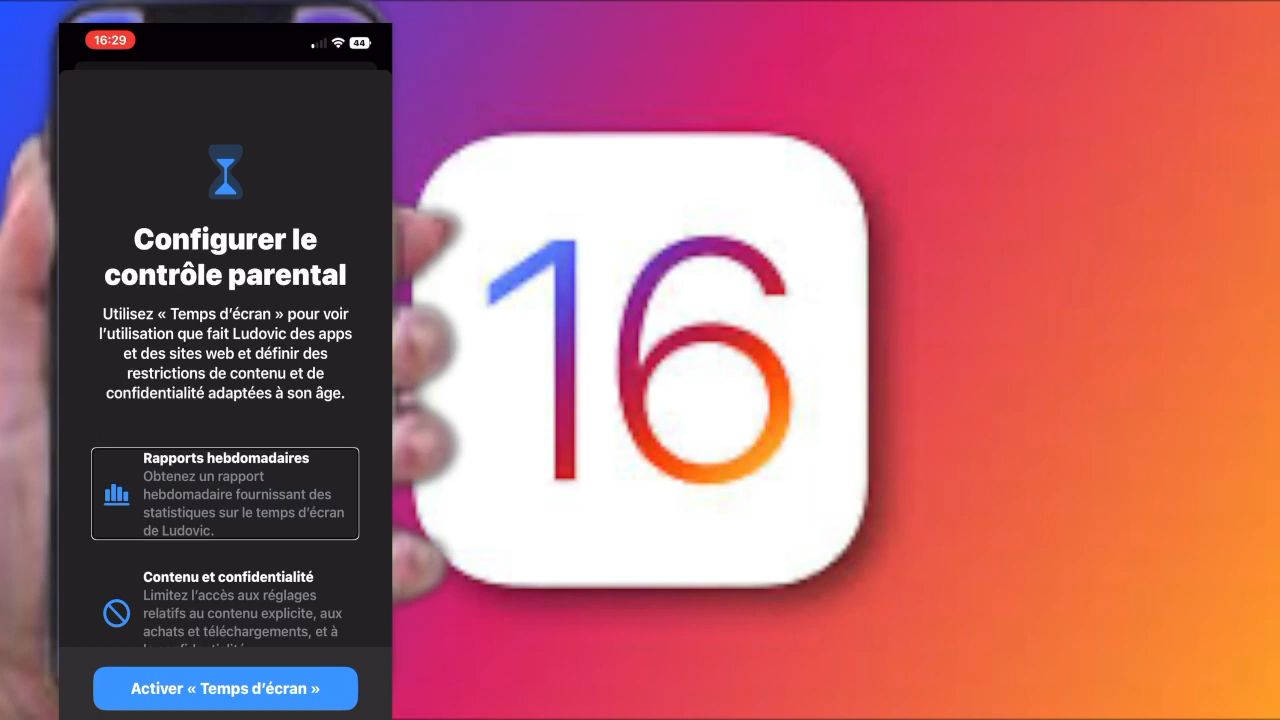 16:29
44
Configurer le
contrôle parental
Utilisez « Temps d’écran » pour voir
l’utilisation que fait Ludovic des apps
et des sites web et définir des
restrictions de contenu et de
confidentialité adaptées à son âge.
Rapports hebdomadaires
Obtenez un rapport
hebdomadaire fournissant des
statistiques sur le temps d’écran
de Ludovic.
Contenu et confidentialité
Limitez l’accès aux réglages
relatifs au contenu explicite, aux
achats et téléchargements, et à
Activer « Temps d’écran »
16